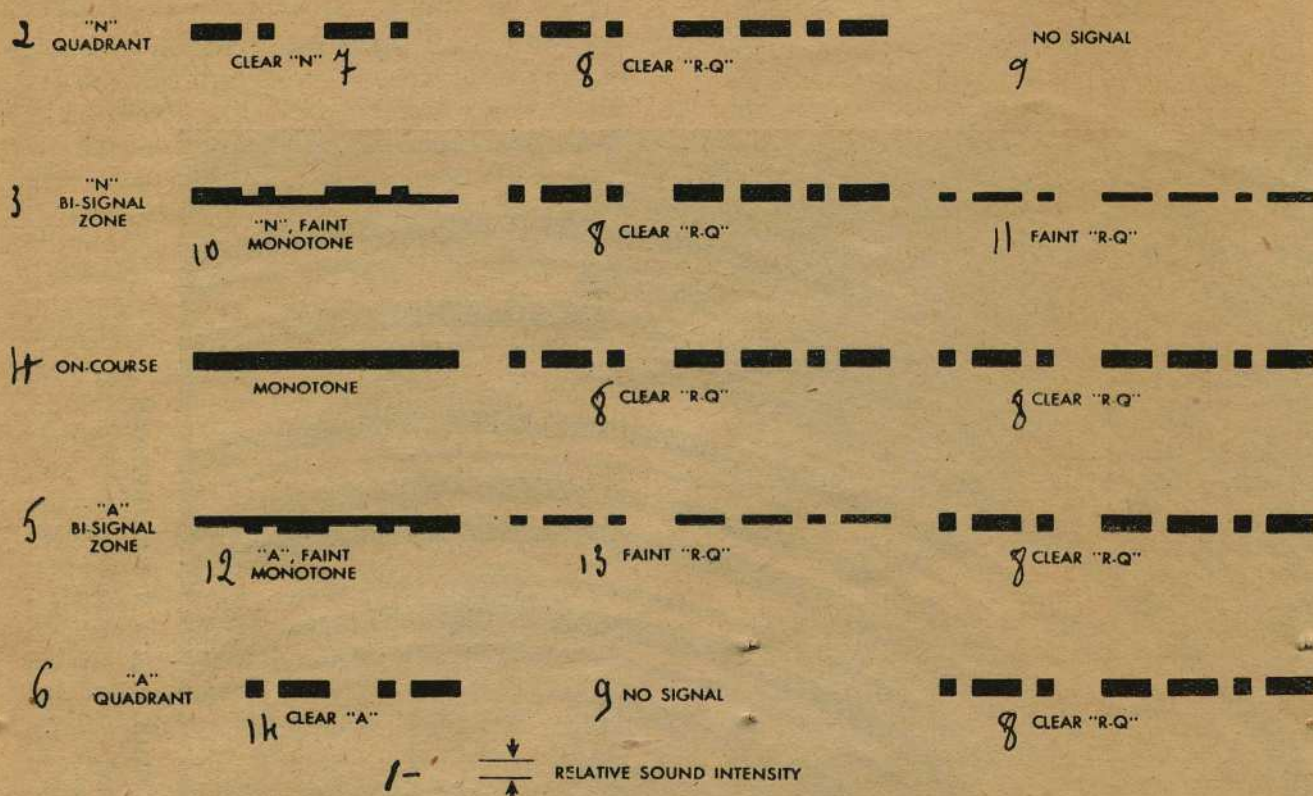 2 "N" QUADRANT
CLEAR "N" 7
8 CLEAR "R-Q"
NO SIGNAL
9
3 "N" BI-SIGNAL ZONE
10 "N", FAINT MONOTONE
8 CLEAR "R-Q"
11 FAINT "R-Q"
4 ON-COURSE
MONOTONE
8 CLEAR "R-Q"
8 CLEAR "R-Q"
5 "A" BI-SIGNAL ZONE
12 "A", FAINT MONOTONE
13 FAINT "R-Q"
8 CLEAR "R-Q"
6 "A" QUADRANT
14 CLEAR "A"
9 NO SIGNAL
8 CLEAR "R-Q"
1- RELATIVE SOUND INTENSITY